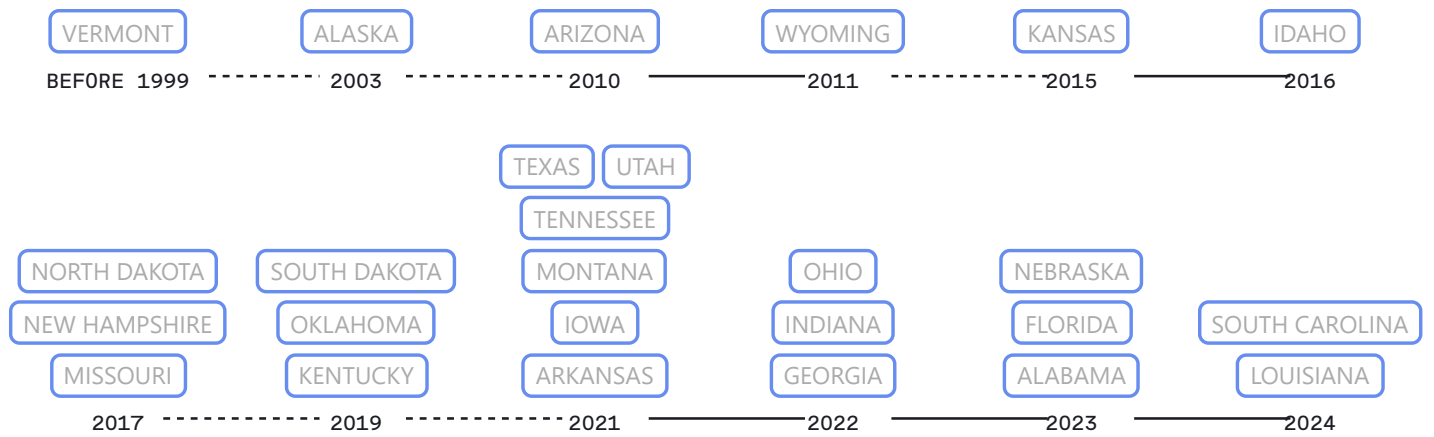 VERMONT ALASKA ARIZONA WYOMING KANSAS IDAHO
BEFORE 1999 2003 2010 2011 2015 2016
TEXAS UTAH
TENNESSEE
NORTH DAKOTA SOUTH DAKOTA MONTANA OHIO NEBRASKA
NEW HAMPSHIRE OKLAHOMA IOWA INDIANA FLORIDA SOUTH CAROLINA
MISSOURI KENTUCKY ARKANSAS GEORGIA ALABAMA LOUISIANA
2017 2019 2021 2022 2023 2024